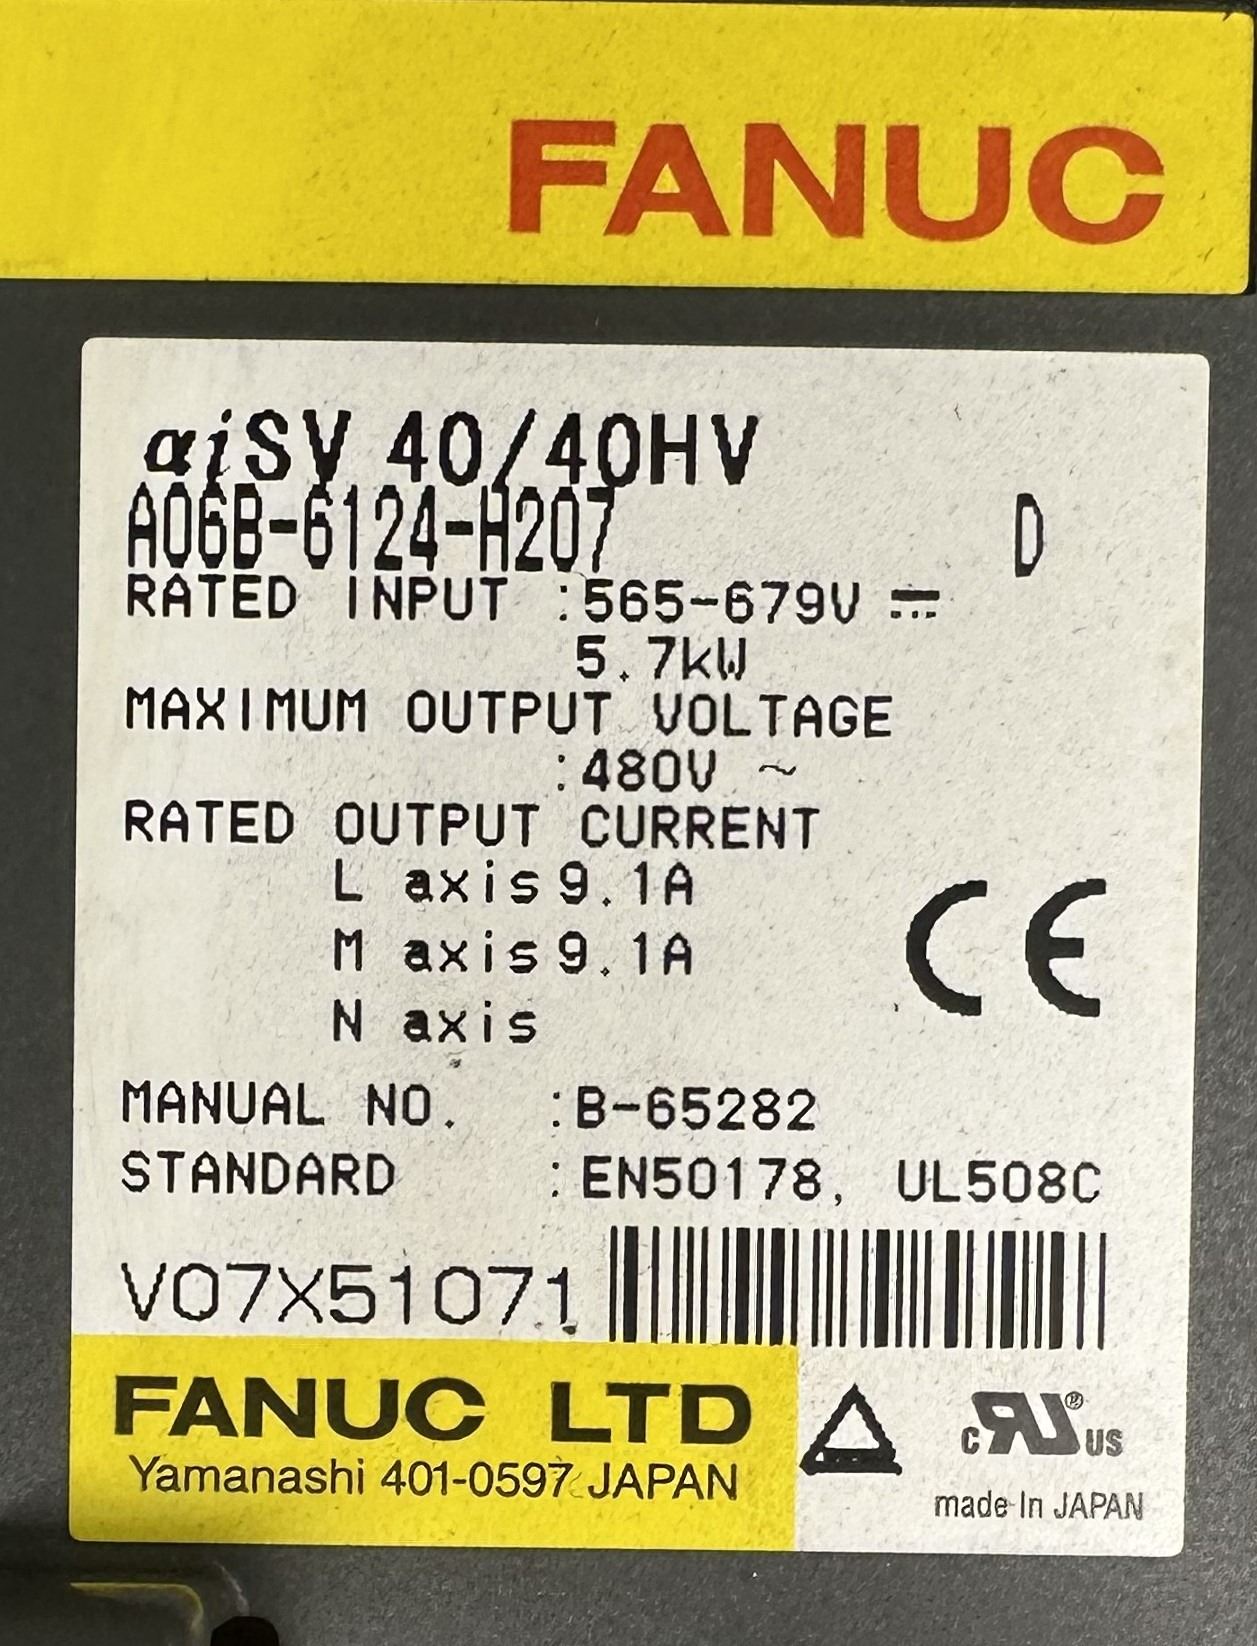 FANUC
αiSV 40/40HV
A06B-6124-H207 D
RATED INPUT :565-679V ⎓
5.7kW
MAXIMUM OUTPUT VOLTAGE
:480V ~
RATED OUTPUT CURRENT
L axis 9.1A
M axis 9.1A
N axis
CE
MANUAL NO. :B-65282
STANDARD :EN50178, UL508C
V07X51071
FANUC LTD
Yamanashi 401-0597 JAPAN
c RU ® US
made In JAPAN